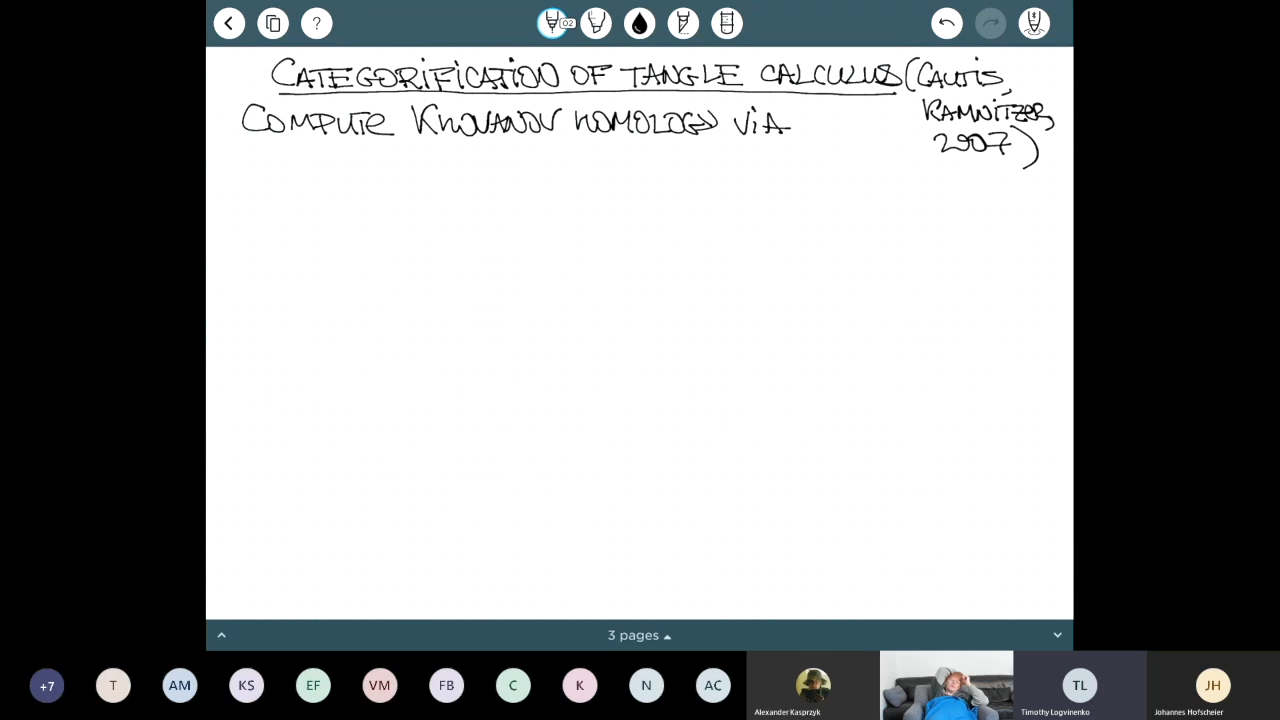 ?
02
CATEGORIFICATION OF TANGLE CALCULUS (CAUTIS,
KAMNITZER,
2007)
COMPUTE KHOVANOV HOMOLOGY VIA
3 pages
+7
T
AM
KS
EF
VM
FB
C
K
N
AC
TL
JH
Alexander Kasprzyk
Timothy Logvinenko
Johannes Hofscheier